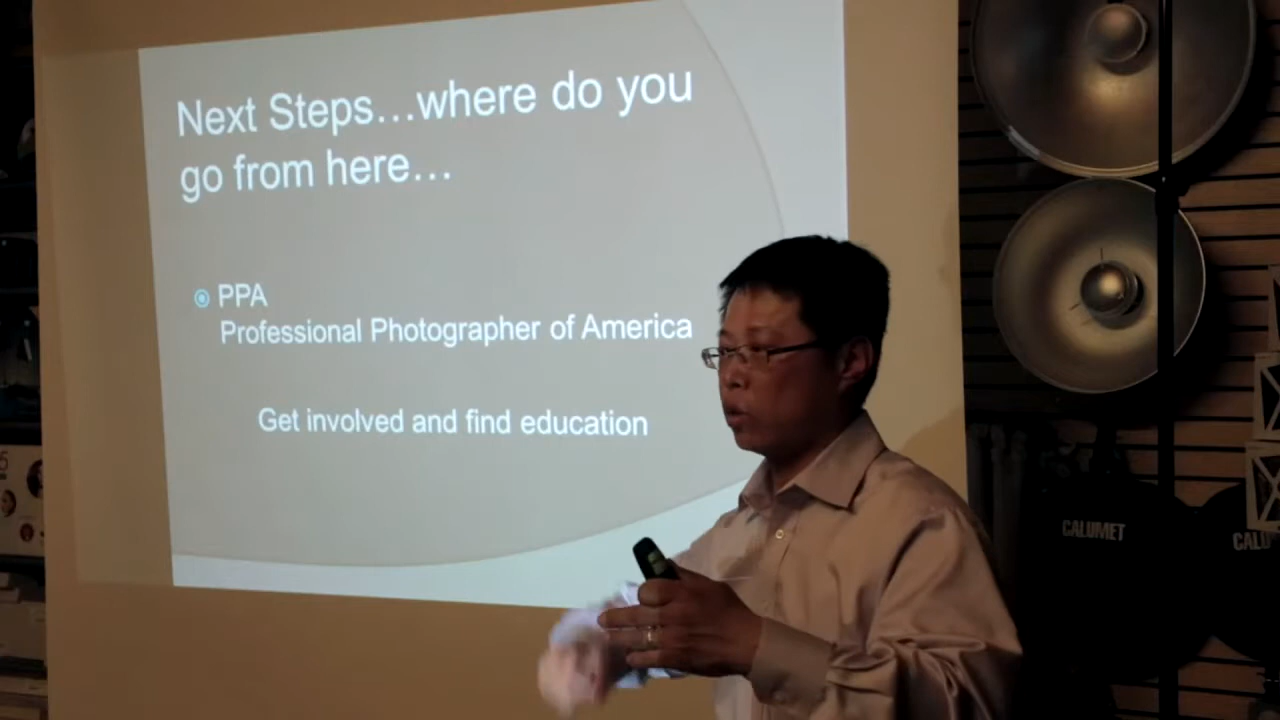 Next Steps...where do you
go from here...
PPA
Professional Photographer of America
Get involved and find education
CALUMET
5